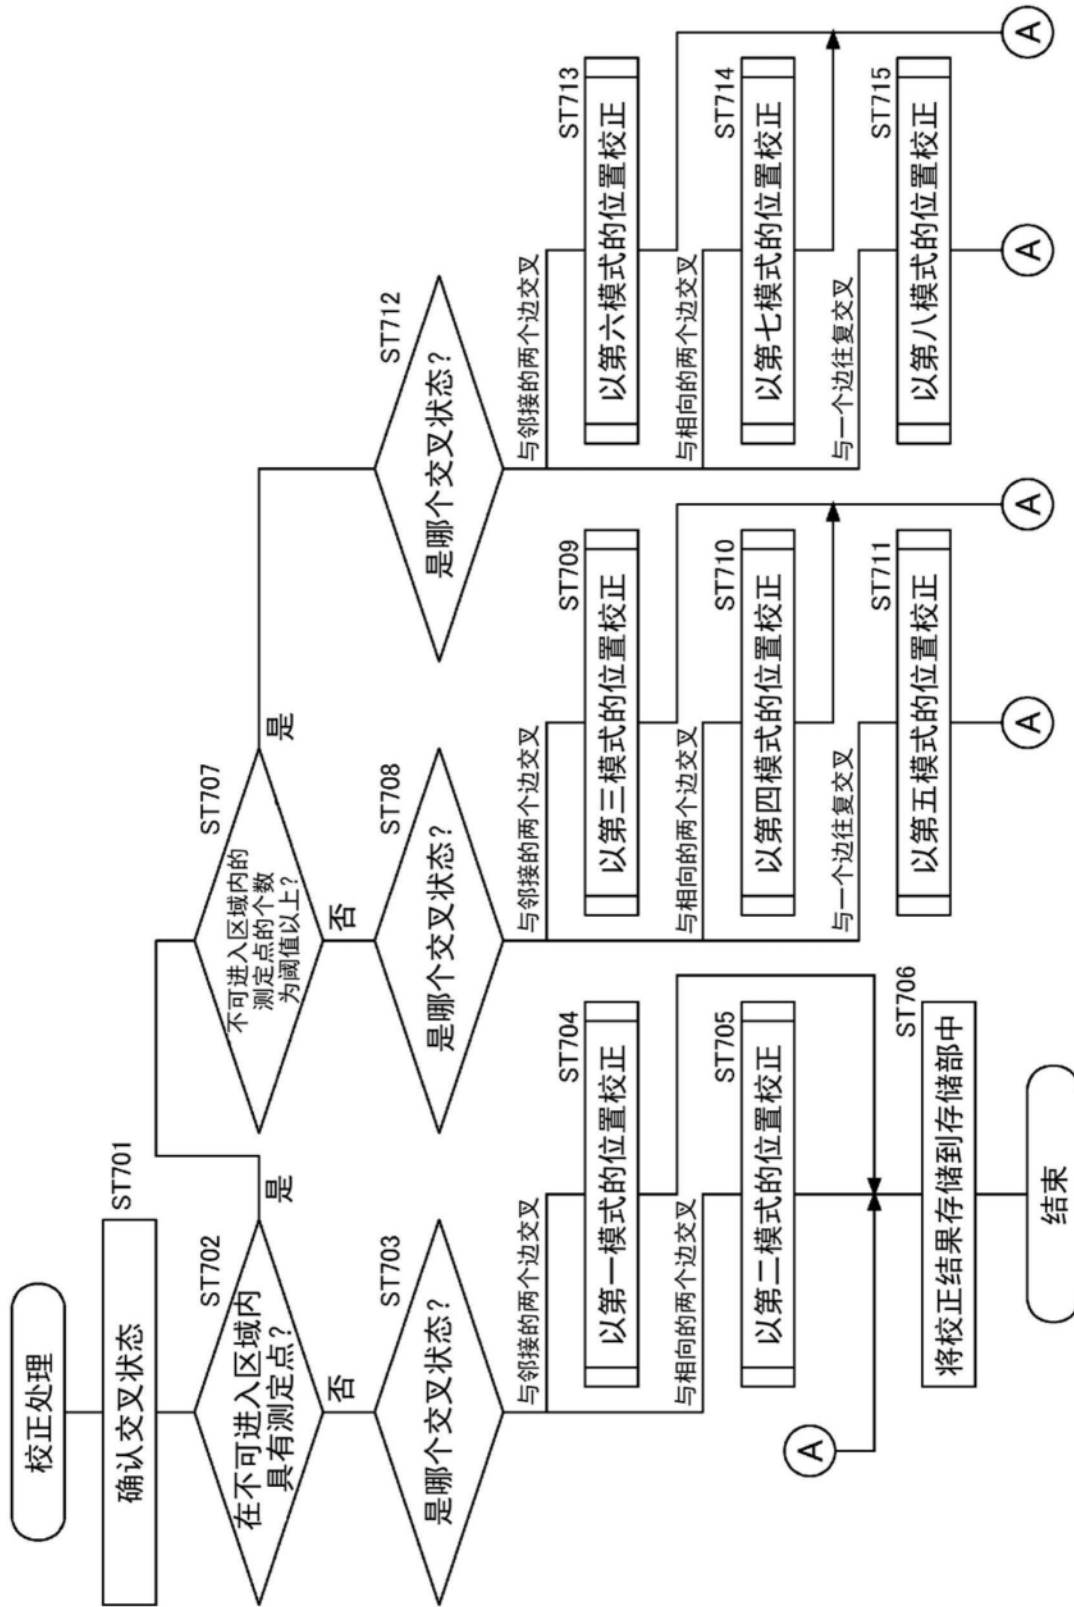 校正处理
ST701
确认交叉状态
ST702
在不可进入区域内
具有测定点？
是
否
ST703
是哪个交叉状态？
与邻接的两个边交叉
ST704
以第一模式的位置校正
与相向的两个边交叉
ST705
以第二模式的位置校正
A
ST706
将校正结果存储到存储部中
结束
ST707
不可进入区域内的
测定点的个数
为阈值以上？
是
否
ST708
是哪个交叉状态？
与邻接的两个边交叉
ST709
以第三模式的位置校正
与相向的两个边交叉
ST710
以第四模式的位置校正
与一个边往复交叉
ST711
以第五模式的位置校正
A
A
ST712
是哪个交叉状态？
与邻接的两个边交叉
ST713
以第六模式的位置校正
与相向的两个边交叉
ST714
以第七模式的位置校正
与一个边往复交叉
ST715
以第八模式的位置校正
A
A